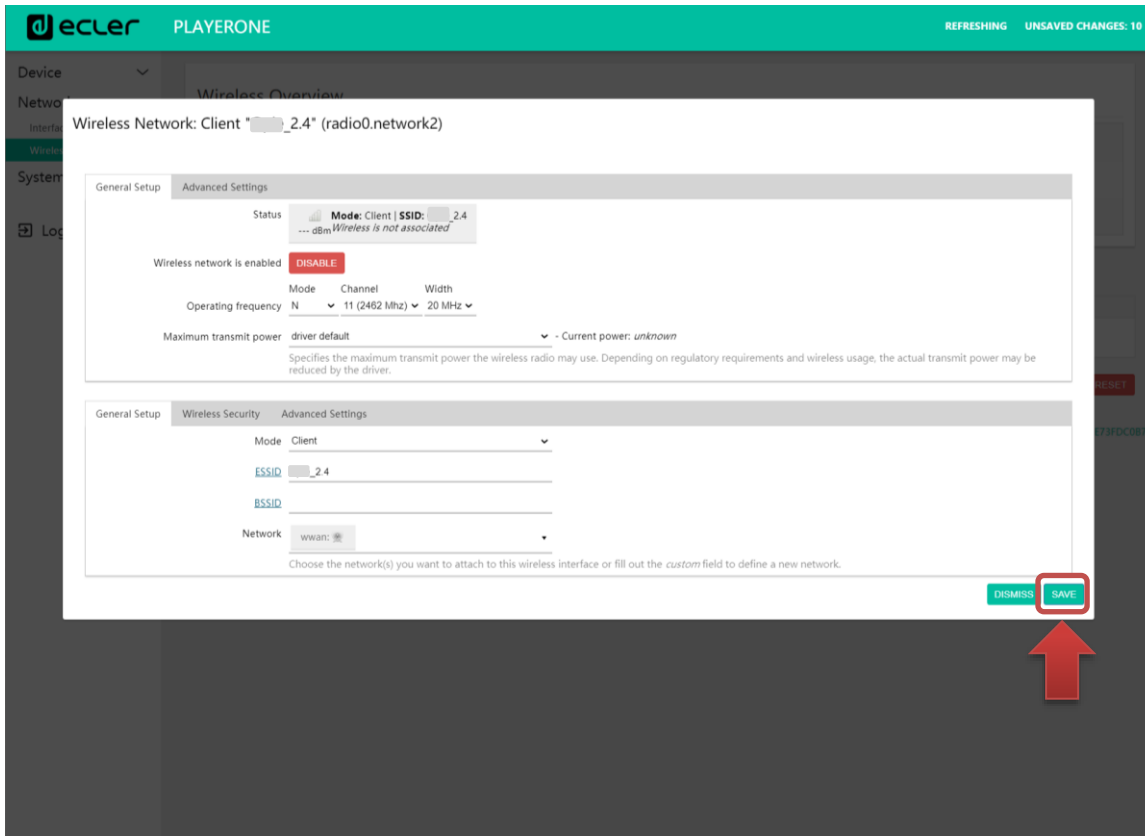 ecler PLAYERONE REFRESHING UNSAVED CHANGES: 10
Device
Wireless Overview
Wireless Network: Client " _2.4" (radio0.network2)
System
General Setup Advanced Settings
Status Mode: Client | SSID: _2.4
--- dBm Wireless is not associated
Wireless network is enabled DISABLE
Mode Channel Width
Operating frequency N 11 (2462 Mhz) 20 MHz
Maximum transmit power driver default - Current power: unknown
Specifies the maximum transmit power the wireless radio may use. Depending on regulatory requirements and wireless usage, the actual transmit power may be
reduced by the driver.
RESET
General Setup Wireless Security Advanced Settings
E73FDC0B
Mode Client
ESSID _2.4
BSSID
Network wwan:
Choose the network(s) you want to attach to this wireless interface or fill out the custom field to define a new network.
DISMISS SAVE